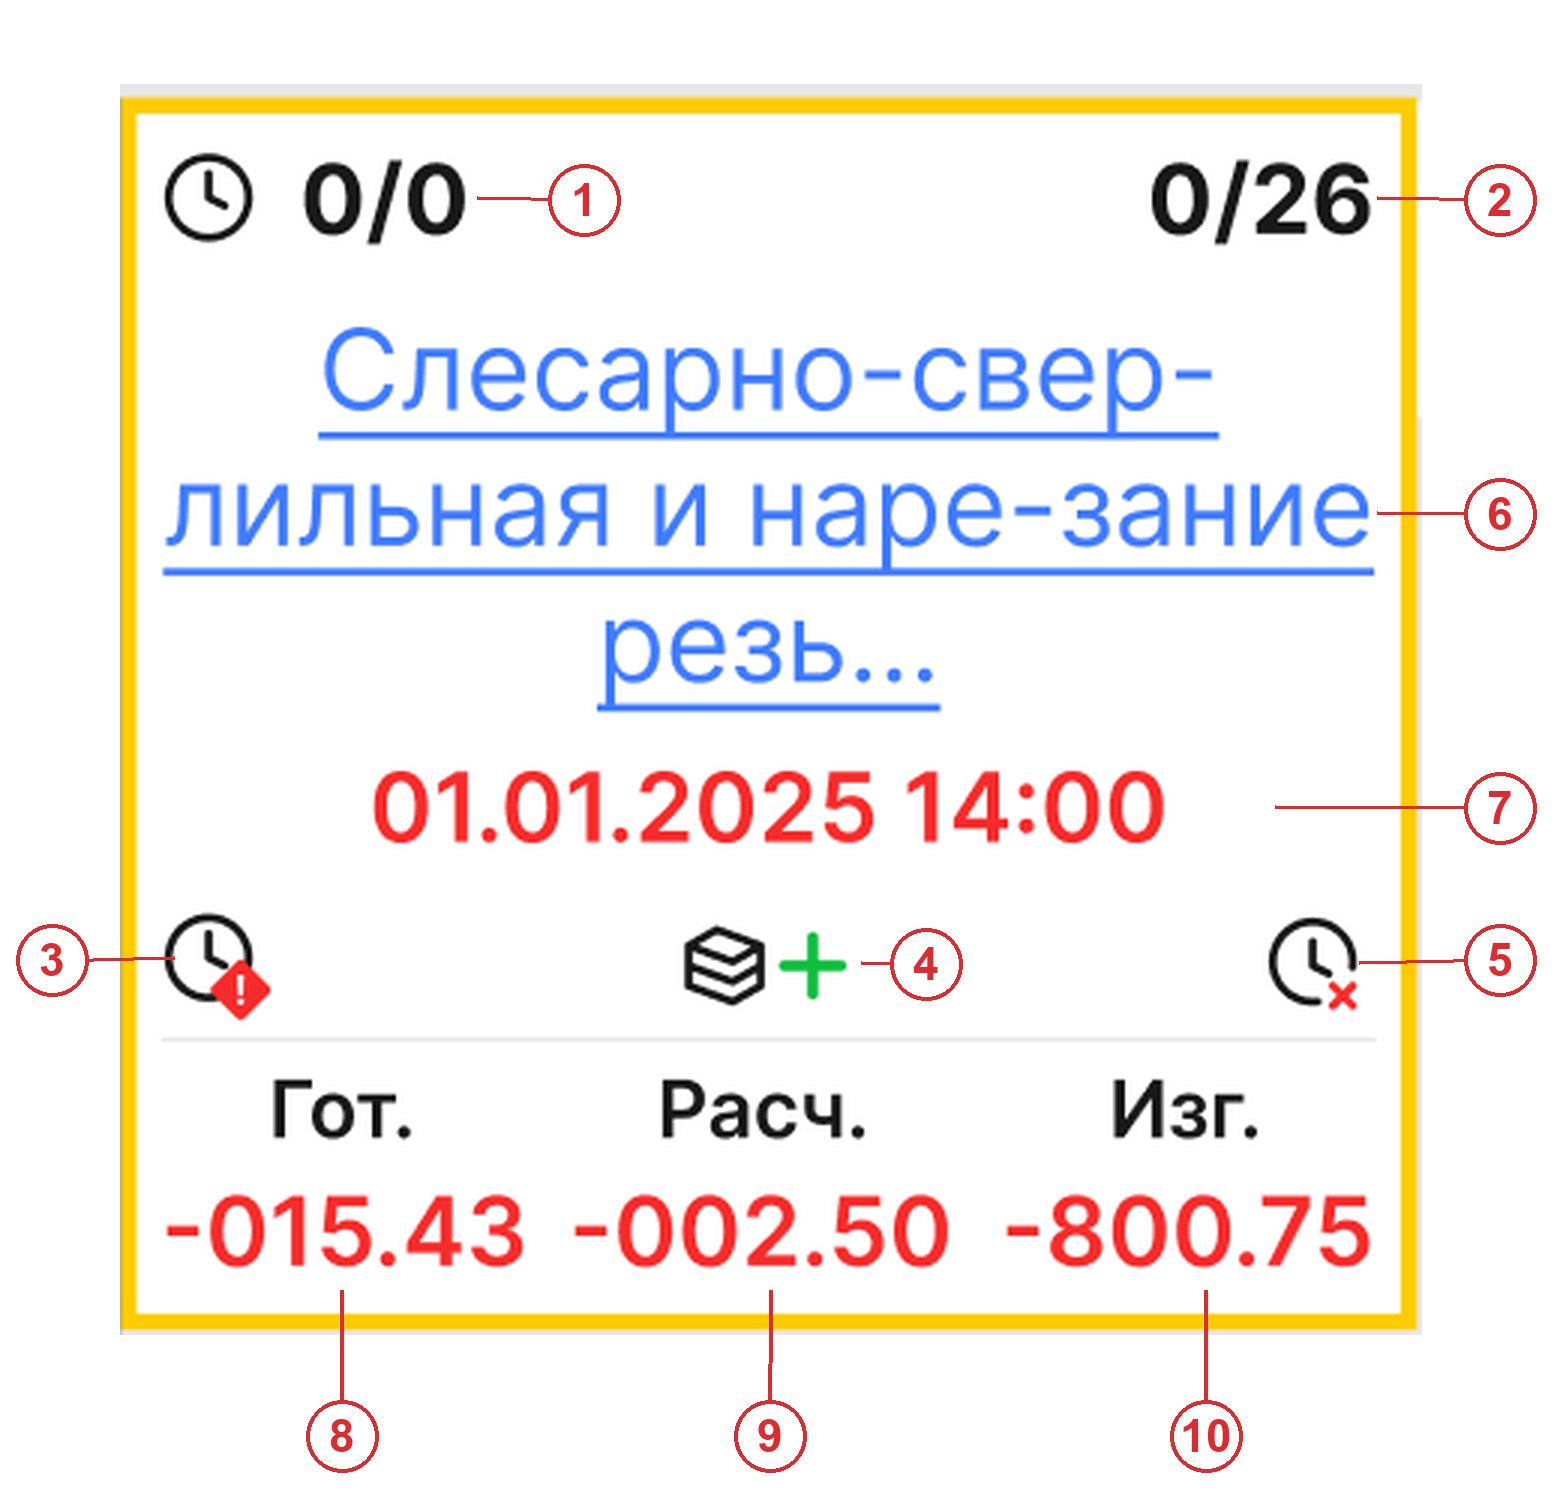 0/0 1 0/26 2
Слесарно-свер-
лильная и наре-зание 6
резь...
01.01.2025 14:00 7
3 4 5
Гот. Расч. Изг.
-015.43 -002.50 -800.75
8 9 10